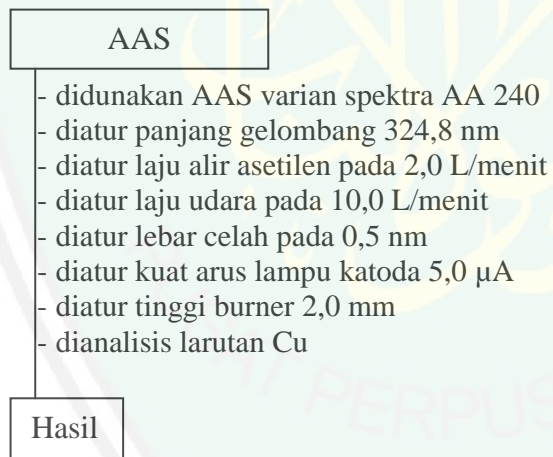 AAS
- didunakan AAS varian spektra AA 240
- diatur panjang gelombang 324,8 nm
- diatur laju alir asetilen pada 2,0 L/menit
- diatur laju udara pada 10,0 L/menit
- diatur lebar celah pada 0,5 nm
- diatur kuat arus lampu katoda 5,0 µA
- diatur tinggi burner 2,0 mm
- dianalisis larutan Cu
Hasil